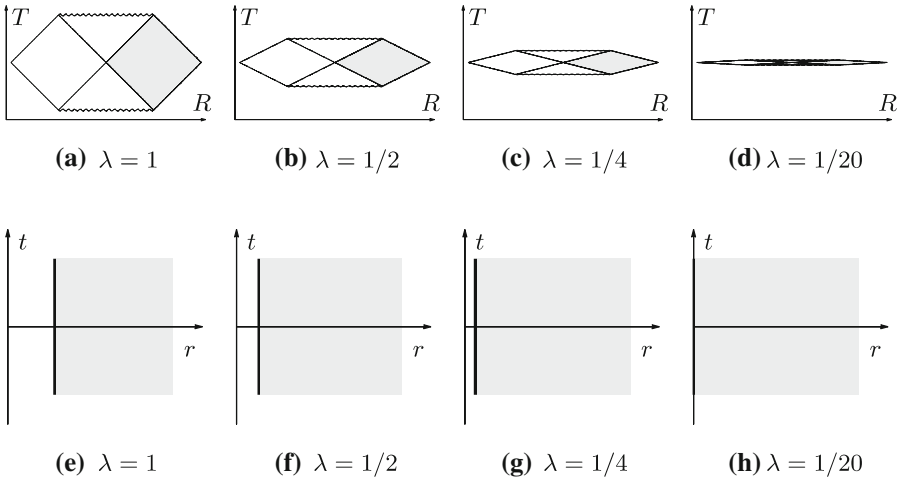 T T T T
R R R R
(a) λ = 1 (b) λ = 1/2 (c) λ = 1/4 (d) λ = 1/20
t t t t
r r r r
(e) λ = 1 (f) λ = 1/2 (g) λ = 1/4 (h) λ = 1/20